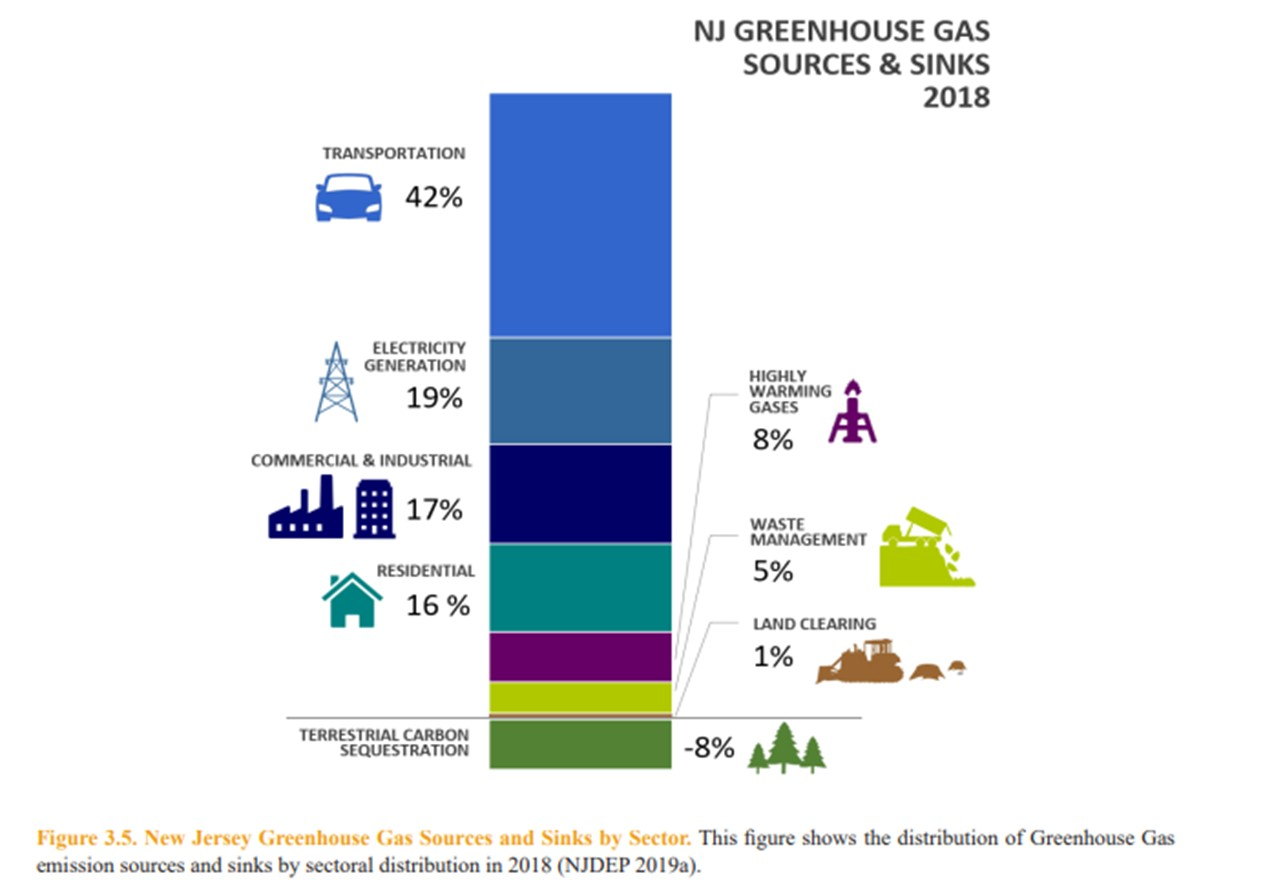 NJ GREENHOUSE GAS
SOURCES & SINKS
2018
TRANSPORTATION
42%
ELECTRICITY
GENERATION
19%
COMMERCIAL & INDUSTRIAL
17%
RESIDENTIAL
16 %
HIGHLY
WARMING
GASES
8%
WASTE
MANAGEMENT
5%
LAND CLEARING
1%
TERRESTRIAL CARBON
SEQUESTRATION
-8%
Figure 3.5. New Jersey Greenhouse Gas Sources and Sinks by Sector. This figure shows the distribution of Greenhouse Gas
emission sources and sinks by sectoral distribution in 2018 (NJDEP 2019a).